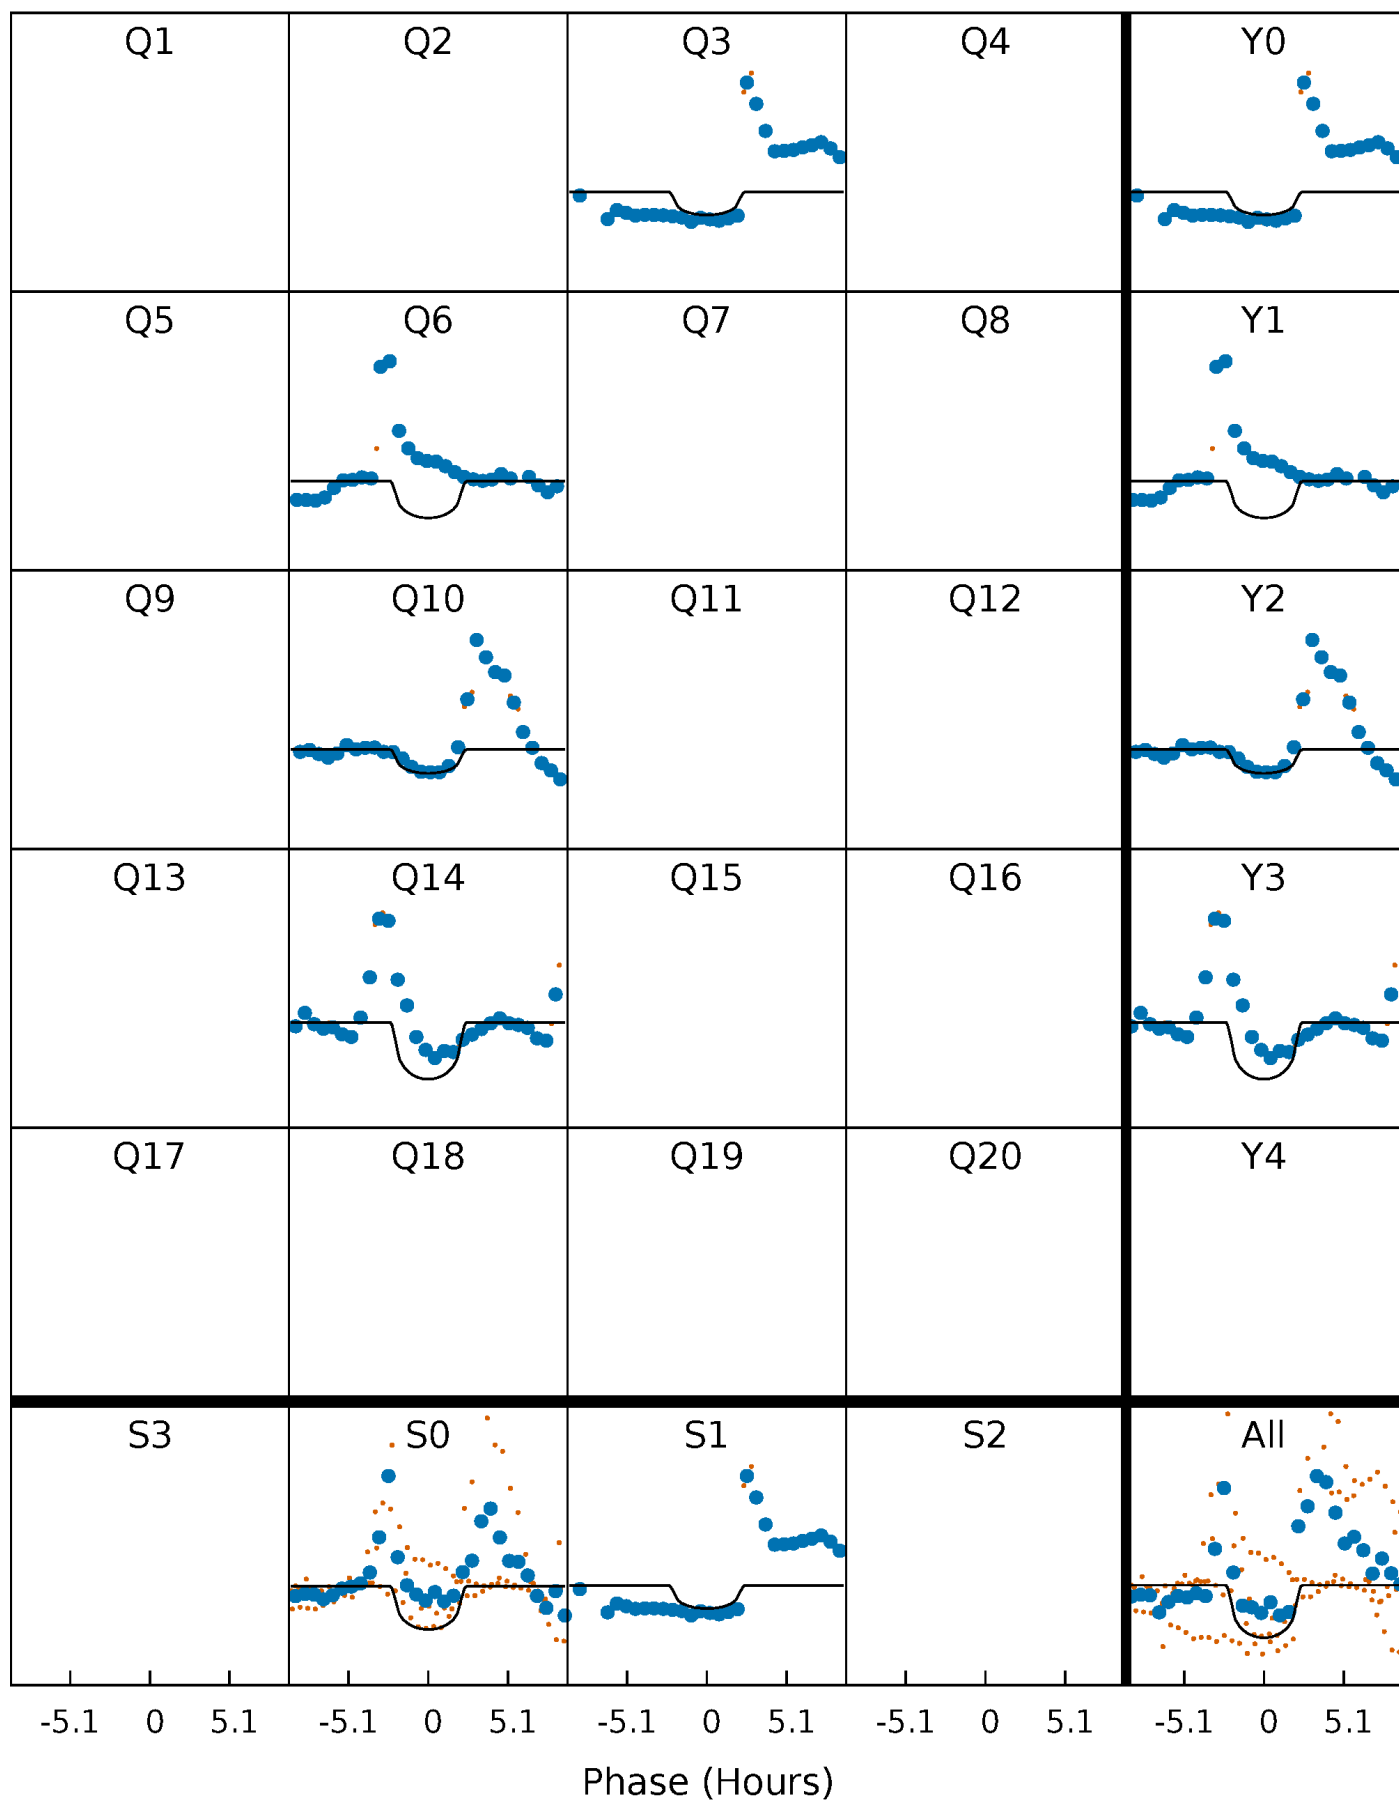 Q1 Q2 Q3 Q4 Y0
Q5 Q6 Q7 Q8 Y1
Q9 Q10 Q11 Q12 Y2
Q13 Q14 Q15 Q16 Y3
Q17 Q18 Q19 Q20 Y4
S3 S0 S1 S2 All
-5.1 0 5.1 -5.1 0 5.1 -5.1 0 5.1 -5.1 0 5.1 -5.1 0 5.1
Phase (Hours)